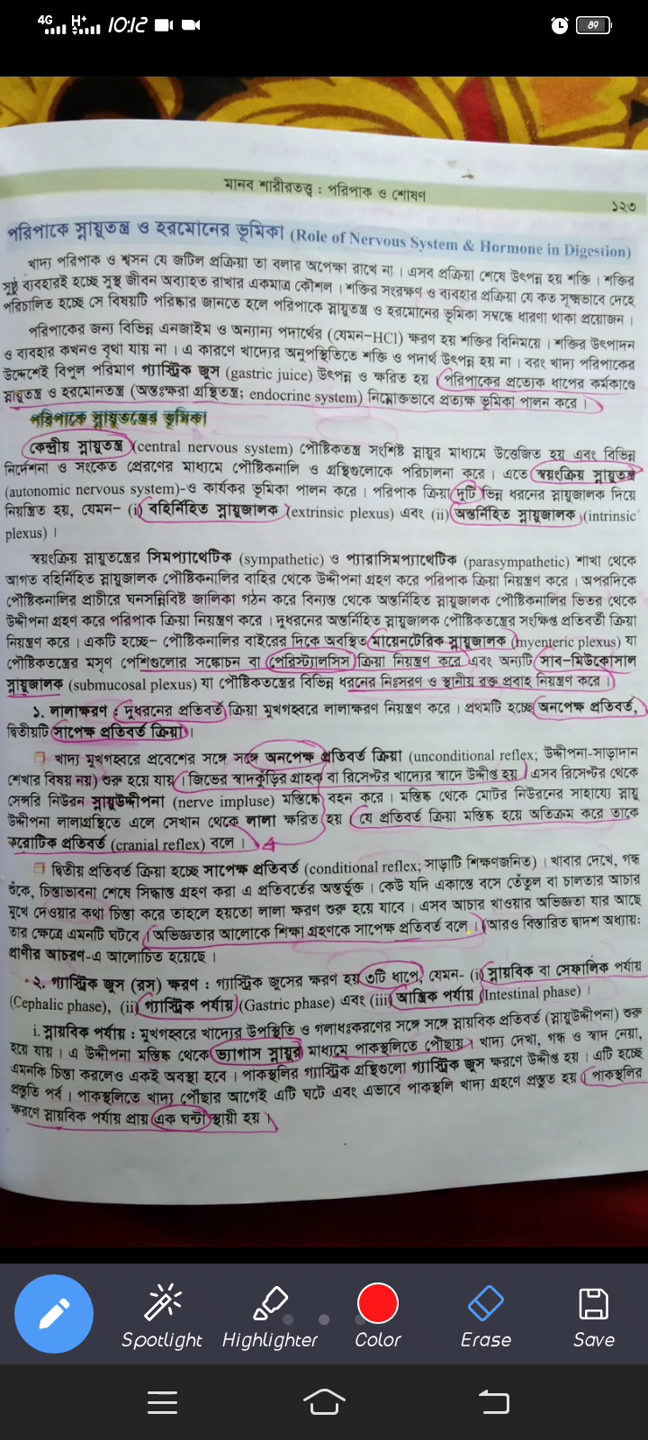 4G H+ 10:12 89
মানব শারীরতত্ত্ব : পরিপাক ও শোষণ
১২৩
পরিপাকে স্নায়ুতন্ত্র ও হরমোনের ভূমিকা (Role of Nervous System & Hormone in Digestion)
খাদ্য পরিপাক ও শ্বসন যে জটিল প্রক্রিয়া তা বলার অপেক্ষা রাখে না । এসব প্রক্রিয়া শেষে উৎপন্ন হয় শক্তি । শক্তির
সুষ্ঠু ব্যবহারই হচ্ছে সুস্থ জীবন অব্যাহত রাখার একমাত্র কৌশল । শক্তির সংরক্ষণ ও ব্যবহার প্রক্রিয়া যে কত সূক্ষ্মভাবে দেহে
পরিচালিত হচ্ছে সে বিষয়টি পরিষ্কার জানতে হলে পরিপাকে স্নায়ুতন্ত্র ও হরমোনের ভূমিকা সম্বন্ধে ধারণা থাকা প্রয়োজন ।
পরিপাকের জন্য বিভিন্ন এনজাইম ও অন্যান্য পদার্থের (যেমন–HCl) ক্ষরণ হয় শক্তির বিনিময়ে । শক্তির উৎপাদন
ও ব্যবহার কখনও বৃথা যায় না । এ কারণে খাদ্যের অনুপস্থিতিতে শক্তি ও পদার্থ উৎপন্ন হয় না । বরং খাদ্য পরিপাকের
উদ্দেশেই বিপুল পরিমাণ গ্যাস্ট্রিক জুস (gastric juice) উৎপন্ন ও ক্ষরিত হয় । পরিপাকের প্রত্যেক ধাপের কর্মকাণ্ডে
স্নায়ুতন্ত্র ও হরমোনতন্ত্র (অন্তঃক্ষরা গ্রন্থিতন্ত্র; endocrine system) নিম্নোক্তভাবে প্রত্যক্ষ ভূমিকা পালন করে ।
পরিপাকে স্নায়ুতন্ত্রের ভূমিকা
কেন্দ্রীয় স্নায়ুতন্ত্র (central nervous system) পৌষ্টিকতন্ত্র সংশিষ্ট স্নায়ুর মাধ্যমে উত্তেজিত হয় এবং বিভিন্ন
নির্দেশনা ও সংকেত প্রেরণের মাধ্যমে পৌষ্টিকনালি ও গ্রন্থিগুলোকে পরিচালনা করে । এতে স্বয়ংক্রিয় স্নায়ুতন্ত্র
(autonomic nervous system)-ও কার্যকর ভূমিকা পালন করে । পরিপাক ক্রিয়া দুটি ভিন্ন ধরনের স্নায়ুজালক দিয়ে
নিয়ন্ত্রিত হয়, যেমন– (i) বহির্নিহিত স্নায়ুজালক (extrinsic plexus) এবং (ii) অন্তর্নিহিত স্নায়ুজালক (intrinsic
plexus) ।
স্বয়ংক্রিয় স্নায়ুতন্ত্রের সিমপ্যাথেটিক (sympathetic) ও প্যারাসিমপ্যাথেটিক (parasympathetic) শাখা থেকে
আগত বহির্নিহিত স্নায়ুজালক পৌষ্টিকনালির বাহির থেকে উদ্দীপনা গ্রহণ করে পরিপাক ক্রিয়া নিয়ন্ত্রণ করে । অপরদিকে
পৌষ্টিকনালির প্রাচীরে ঘনসন্নিবিষ্ট জালিকা গঠন করে বিন্যস্ত থেকে অন্তর্নিহিত স্নায়ুজালক পৌষ্টিকনালির ভিতর থেকে
উদ্দীপনা গ্রহণ করে পরিপাক ক্রিয়া নিয়ন্ত্রণ করে । দুধরনের অন্তর্নিহিত স্নায়ুজালক পৌষ্টিকতন্ত্রের সংক্ষিপ্ত প্রতিবর্তী ক্রিয়া
নিয়ন্ত্রণ করে । একটি হচ্ছে– পৌষ্টিকনালির বাইরের দিকে অবস্থিত মায়েনটেরিক স্নায়ুজালক (myenteric plexus) যা
পৌষ্টিকতন্ত্রের মসৃণ পেশিগুলোর সঙ্কোচন বা পেরিস্ট্যালসিস ক্রিয়া নিয়ন্ত্রণ করে এবং অন্যটি সাব-মিউকোসাল
স্নায়ুজালক (submucosal plexus) যা পৌষ্টিকতন্ত্রের বিভিন্ন ধরনের নিঃসরণ ও স্থানীয় রক্ত প্রবাহ নিয়ন্ত্রণ করে ।
১. লালাক্ষরণ : দুধরনের প্রতিবর্ত ক্রিয়া মুখগহ্বরে লালাক্ষরণ নিয়ন্ত্রণ করে । প্রথমটি হচ্ছে অনপেক্ষ প্রতিবর্ত,
দ্বিতীয়টি সাপেক্ষ প্রতিবর্ত ক্রিয়া ।
❐ খাদ্য মুখগহ্বরে প্রবেশের সঙ্গে সঙ্গে অনপেক্ষ প্রতিবর্ত ক্রিয়া (unconditional reflex; উদ্দীপনা-সাড়াদান
শেখার বিষয় নয়) শুরু হয়ে যায় । জিভের স্বাদকুঁড়ির গ্রাহক বা রিসেপ্টর খাদ্যের স্বাদে উদ্দীপ্ত হয় । এসব রিসেপ্টর থেকে
সেন্সরি নিউরন স্নায়ুউদ্দীপনা (nerve impluse) মস্তিষ্কে বহন করে । মস্তিষ্ক থেকে মোটর নিউরনের সাহায্যে স্নায়ু
উদ্দীপনা লালাগ্রন্থিতে এলে সেখান থেকে লালা ক্ষরিত হয় । যে প্রতিবর্ত ক্রিয়া মস্তিষ্ক হয়ে অতিক্রম করে তাকে
করোটিক প্রতিবর্ত (cranial reflex) বলে ।
❐ দ্বিতীয় প্রতিবর্ত ক্রিয়া হচ্ছে সাপেক্ষ প্রতিবর্ত (conditional reflex; সাড়াটি শিক্ষণজনিত) । খাবার দেখে, গন্ধ
শুঁকে, চিন্তাভাবনা শেষে সিদ্ধান্ত গ্রহণ করা এ প্রতিবর্তের অন্তর্ভুক্ত । কেউ যদি একান্তে বসে তেঁতুল বা চালতার আচার
মুখে দেওয়ার কথা চিন্তা করে তাহলে হয়তো লালা ক্ষরণ শুরু হয়ে যাবে । এসব আচার খাওয়ার অভিজ্ঞতা যার আছে
তার ক্ষেত্রে এমনটি ঘটবে । অভিজ্ঞতার আলোকে শিক্ষা গ্রহণকে সাপেক্ষ প্রতিবর্ত বলে । (আরও বিস্তারিত দ্বাদশ অধ্যায়:
প্রাণীর আচরণ-এ আলোচিত হয়েছে ।
২. গ্যাস্ট্রিক জুস (রস) ক্ষরণ : গ্যাস্ট্রিক জুসের ক্ষরণ হয় ৩টি ধাপে, যেমন– (i) স্নায়বিক বা সেফালিক পর্যায়
(Cephalic phase), (ii) গ্যাস্ট্রিক পর্যায় (Gastric phase) এবং (iii) আন্ত্রিক পর্যায় (Intestinal phase) ।
i. স্নায়বিক পর্যায় : মুখগহ্বরে খাদ্যের উপস্থিতি ও গলাধঃকরণের সঙ্গে সঙ্গে স্নায়বিক প্রতিবর্ত (স্নায়ুউদ্দীপনা) শুরু
হয়ে যায় । এ উদ্দীপনা মস্তিষ্ক থেকে ভ্যাগাস স্নায়ুর মাধ্যমে পাকস্থলিতে পৌঁছায় । খাদ্য দেখা, গন্ধ ও স্বাদ নেয়া,
এমনকি চিন্তা করলেও একই অবস্থা হবে । পাকস্থলির গ্যাস্ট্রিক গ্রন্থিগুলো গ্যাস্ট্রিক জুস ক্ষরণে উদ্দীপ্ত হয় । এটি হচ্ছে
প্রস্তুতি পর্ব । পাকস্থলিতে খাদ্য পৌঁছার আগেই এটি ঘটে এবং এভাবে পাকস্থলি খাদ্য গ্রহণে প্রস্তুত হয় । পাকস্থলির
ক্ষরণে স্নায়বিক পর্যায় প্রায় এক ঘন্টা স্থায়ী হয় ।
Spotlight Highlighter Color Erase Save